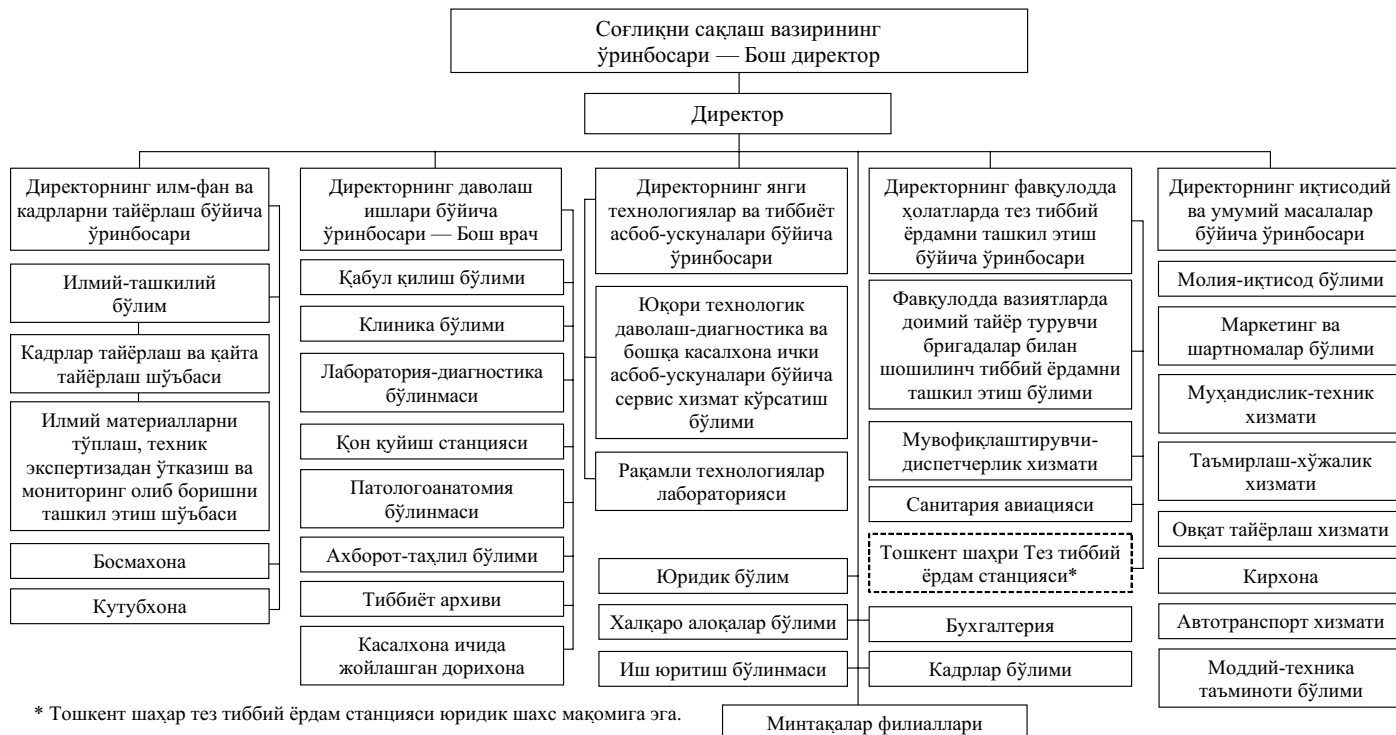 Соғлиқни сақлаш вазирининг
ўринбосари — Бош директор
Директор
Директорнинг илм-фан ва
кадрларни тайёрлаш бўйича
ўринбосари
Илмий-ташкилий
бўлим
Кадрлар тайёрлаш ва қайта
тайёрлаш шўъбаси
Илмий материалларни
тўплаш, техник
экспертизадан ўтказиш ва
мониторинг олиб боришни
ташкил этиш шўъбаси
Босмахона
Кутубхона
Директорнинг даволаш
ишлари бўйича
ўринбосари — Бош врач
Қабул қилиш бўлими
Клиника бўлими
Лаборатория-диагностика
бўлинмаси
Қон қуйиш станцияси
Патологоанатомия
бўлинмаси
Ахборот-таҳлил бўлими
Тиббиёт архиви
Касалхона ичида
жойлашган дорихона
Директорнинг янги
технологиялар ва тиббиёт
асбоб-ускуналари бўйича
ўринбосари
Юқори технологик
даволаш-диагностика ва
бошқа касалхона ички
асбоб-ускуналари бўйича
сервис хизмат кўрсатиш
бўлими
Рақамли технологиялар
лабораторияси
Юридик бўлим
Халқаро алоқалар бўлими
Иш юритиш бўлинмаси
Директорнинг фавқулодда
ҳолатларда тез тиббий
ёрдамни ташкил этиш
бўйича ўринбосари
Фавқулодда вазиятларда
доимий тайёр турувчи
бригадалар билан
шошилинч тиббий ёрдамни
ташкил этиш бўлими
Мувофиқлаштирувчи-
диспетчерлик хизмати
Санитария авиацияси
Тошкент шаҳри Тез тиббий
ёрдам станцияси*
Бухгалтерия
Кадрлар бўлими
Директорнинг иқтисодий
ва умумий масалалар
бўйича ўринбосари
Молия-иқтисод бўлими
Маркетинг ва
шартномалар бўлими
Муҳандислик-техник
хизмати
Таъмирлаш-хўжалик
хизмати
Овқат тайёрлаш хизмати
Кирхона
Автотранспорт хизмати
Моддий-техника
таъминоти бўлими
Минтақалар филиаллари
* Тошкент шаҳар тез тиббий ёрдам станцияси юридик шахс мақомига эга.